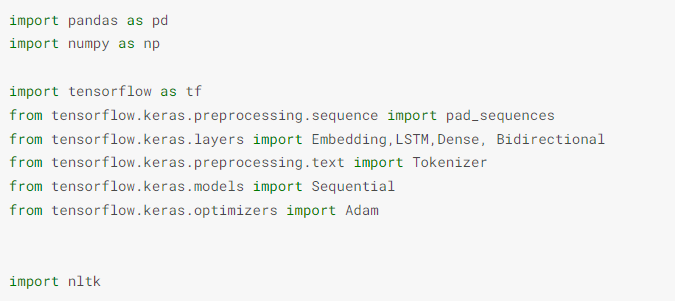 import pandas as pd
import numpy as np
import tensorflow as tf
from tensorflow.keras.preprocessing.sequence import pad_sequences
from tensorflow.keras.layers import Embedding,LSTM,Dense, Bidirectional
from tensorflow.keras.preprocessing.text import Tokenizer
from tensorflow.keras.models import Sequential
from tensorflow.keras.optimizers import Adam
import nltk